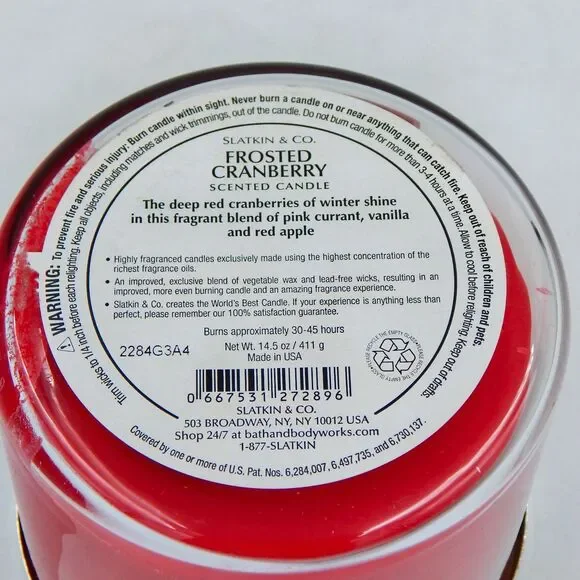 WARNING: To prevent fire and serious injury: Burn candle within sight. Never burn a candle on or near anything that can catch fire. Keep out of reach of children and pets.
Trim wicks to 1/4 inch before each relighting. Keep all objects, including matches and wick trimmings, out of the candle. Do not burn candle for more than 3-4 hours at a time. Allow to cool before relighting. Keep out of drafts.
SLATKIN & CO.
FROSTED
CRANBERRY
SCENTED CANDLE
The deep red cranberries of winter shine
in this fragrant blend of pink currant, vanilla
and red apple
• Highly fragranced candles exclusively made using the highest concentration of the
richest fragrance oils.
• An improved, exclusive blend of vegetable wax and lead-free wicks, resulting in an
improved, more even burning candle and an amazing fragrance experience.
• Slatkin & Co. creates the World's Best Candle. If your experience is anything less than
perfect, please remember our 100% satisfaction guarantee.
Burns approximately 30-45 hours
2284G3A4
Net Wt. 14.5 oz / 411 g
Made in USA
PLEASE RECYCLE THE EMPTY GLASS
PLEASE RECYCLE THE EMPTY GLASS
0 667531 272896
SLATKIN & CO.
503 BROADWAY, NY, NY 10012 USA
Shop 24/7 at bathandbodyworks.com
1-877-SLATKIN
Covered by one or more of U.S. Pat. Nos. 6,284,007, 6,497,735, and 6,730,137.